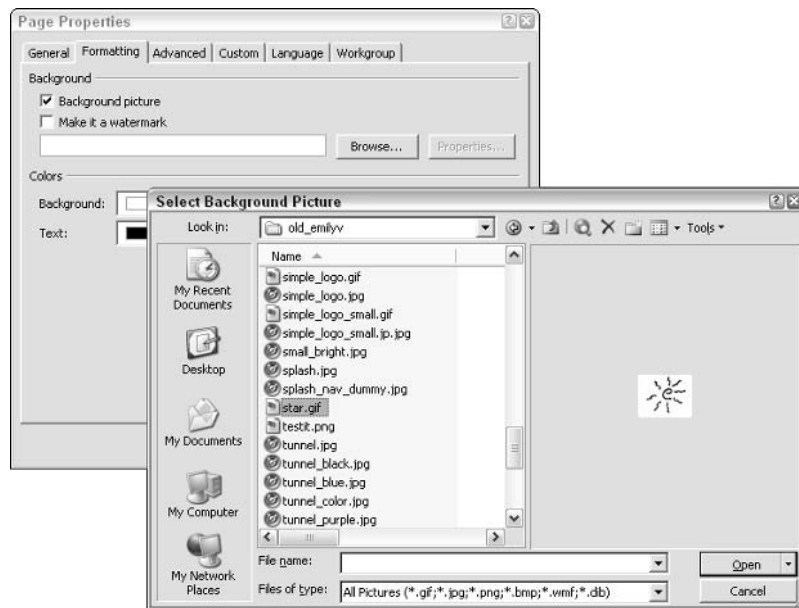 Page Properties
General Formatting Advanced Custom Language Workgroup
Background
Background picture
Make it a watermark
Browse... Properties...
Colors
Background:
Text:
Select Background Picture
Look in: old_emilyv Tools
Name
My Recent
Documents
Desktop
My Documents
My Computer
My Network
Places
simple_logo.gif
simple_logo.jpg
simple_logo_small.gif
simple_logo_small.jp.jpg
small_bright.jpg
splash.jpg
splash_nav_dummy.jpg
star.gif
testit.png
tunnel.jpg
tunnel_black.jpg
tunnel_blue.jpg
tunnel_color.jpg
tunnel_purple.jpg
File name: Open
Files of type: All Pictures (*.gif;*.jpg;*.png;*.bmp;*.wmf;*.dib) Cancel